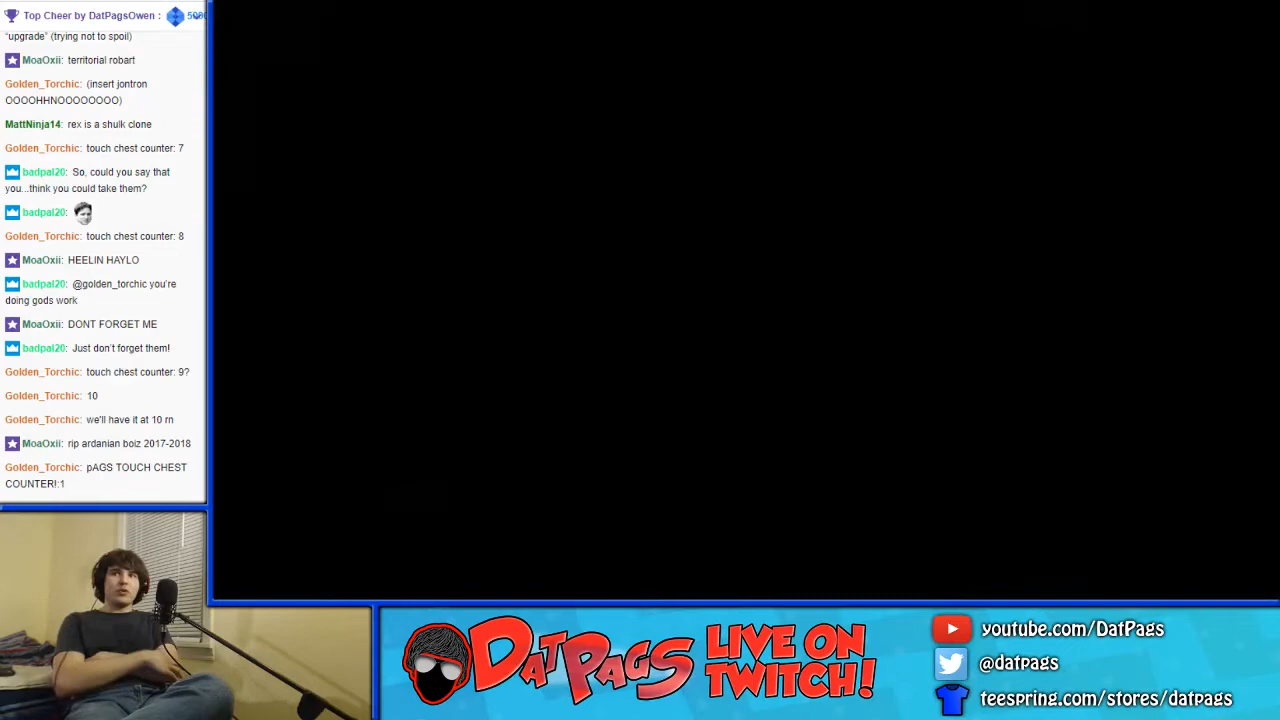 Top Cheer by DatPagsOwen : 5000
"upgrade" (trying not to spoil)
MoaOxii: territorial robart
Golden_Torchic: (insert jontron
OOOOHHNOOOOOOOO)
MattNinja14: rex is a shulk clone
Golden_Torchic: touch chest counter: 7
badpal20: So, could you say that
you...think you could take them?
badpal20:
Golden_Torchic: touch chest counter: 8
MoaOxii: HEELIN HAYLO
badpal20: @golden_torchic you're
doing gods work
MoaOxii: DONT FORGET ME
badpal20: Just don't forget them!
Golden_Torchic: touch chest counter: 9?
Golden_Torchic: 10
Golden_Torchic: we'll have it at 10 rn
MoaOxii: rip ardanian boiz 2017-2018
Golden_Torchic: pAGS TOUCH CHEST
COUNTER!:1
DATPAGS
LIVE ON
TWITCH!
youtube.com/DatPags
@datpags
teespring.com/stores/datpags